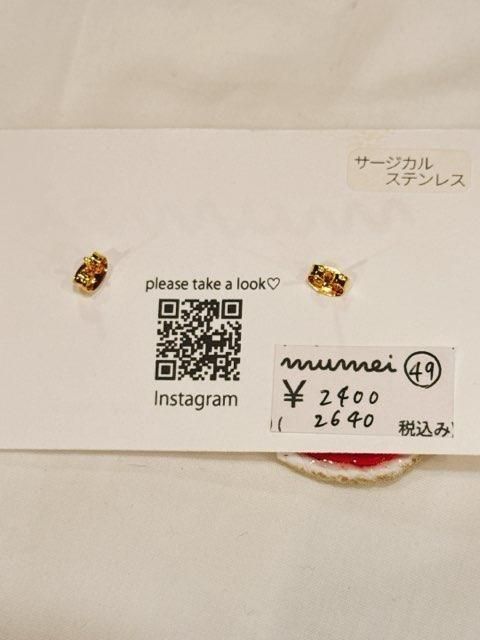 サージカル
ステンレス
please take a look♡
Instagram
mumei ㊾
¥ 2400
( 2640 税込み)